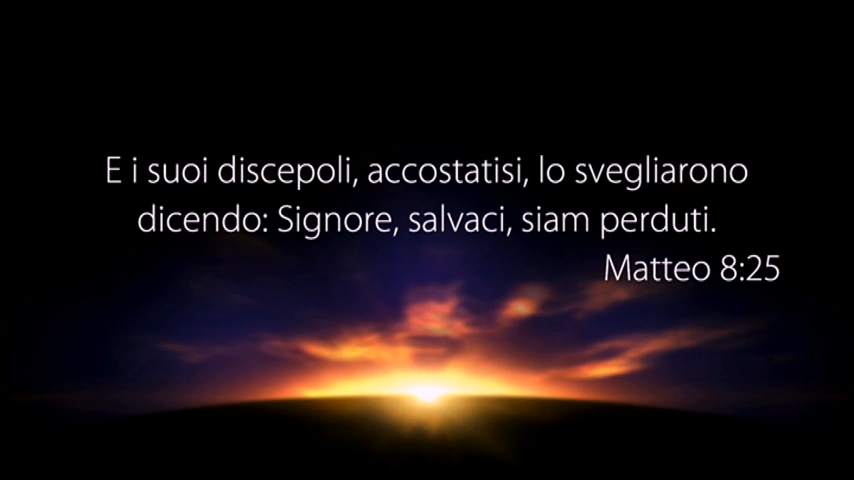 E i suoi discepoli, accostatisi, lo svegliarono
dicendo: Signore, salvaci, siam perduti.
Matteo 8:25